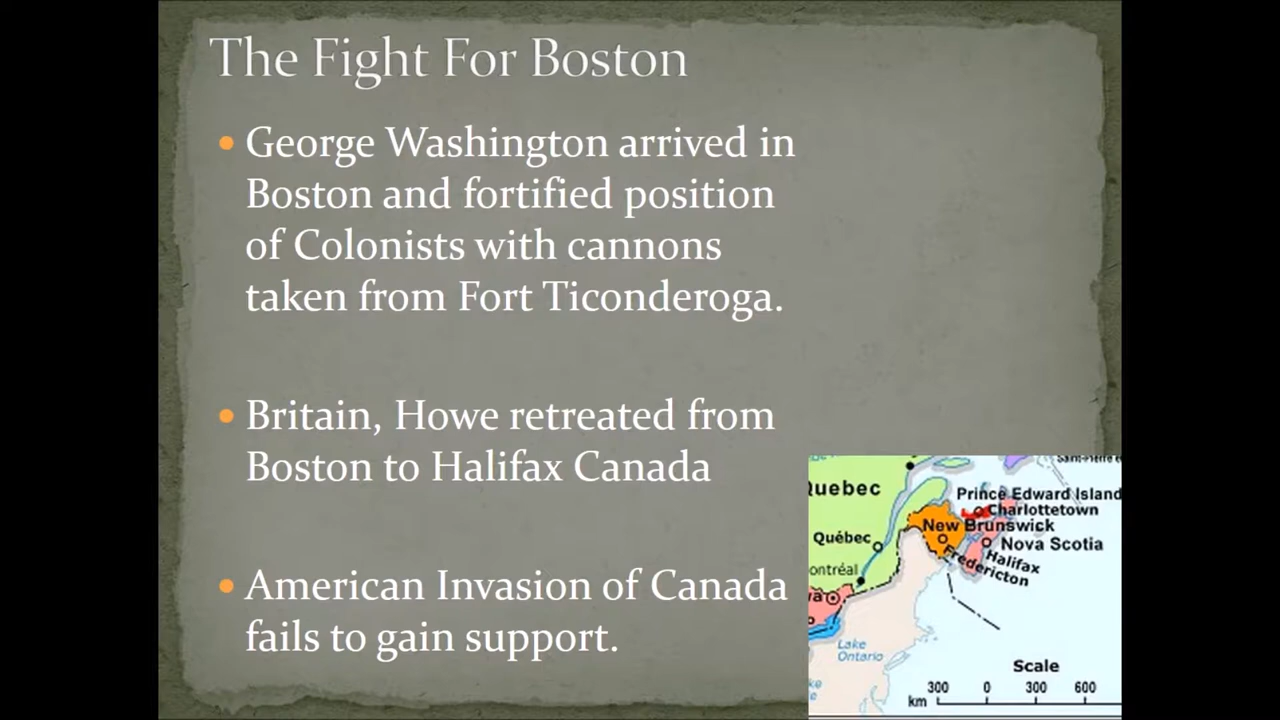 The Fight For Boston
• George Washington arrived in
Boston and fortified position
of Colonists with cannons
taken from Fort Ticonderoga.
• Britain, Howe retreated from
Boston to Halifax Canada
• American Invasion of Canada
fails to gain support.
Quebec
Prince Edward Island
Charlottetown
New Brunswick
Québec
Nova Scotia
Halifax
Fredericton
ontréal
Lake
Ontario
Scale
300 0 300 600
km